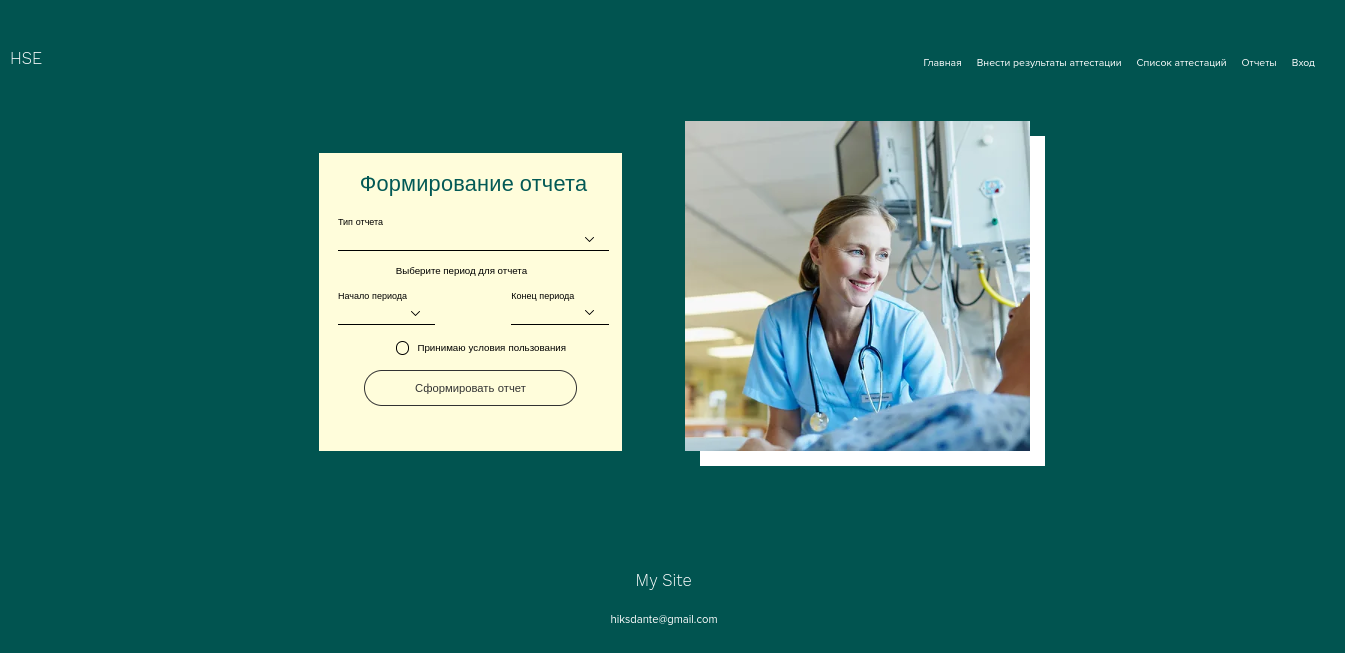 HSE
Главная Внести результаты аттестации Список аттестаций Отчеты Вход
Формирование отчета
Тип отчета
Выберите период для отчета
Начало периода Конец периода
Принимаю условия пользования
Сформировать отчет
My Site
hiksdante@gmail.com